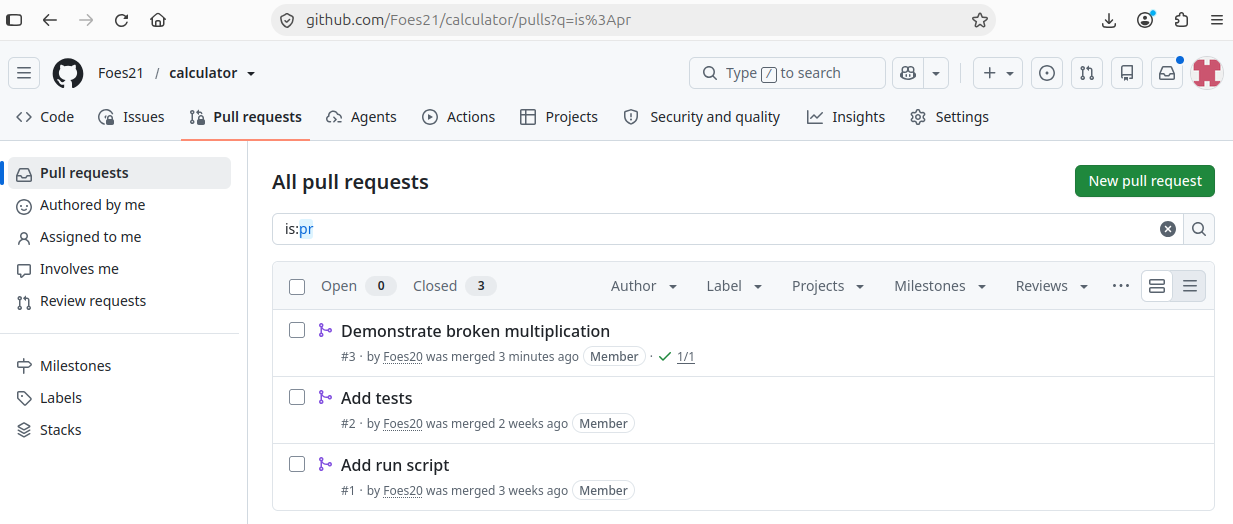 github.com/Foes21/calculator/pulls?q=is%3Apr
Foes21 / calculator
Type / to search
Code Issues Pull requests Agents Actions Projects Security and quality Insights Settings
Pull requests
Authored by me
Assigned to me
Involves me
Review requests
Milestones
Labels
Stacks
All pull requests
New pull request
is:pr
Open 0 Closed 3 Author Label Projects Milestones Reviews
Demonstrate broken multiplication
#3 · by Foes20 was merged 3 minutes ago Member · 1/1
Add tests
#2 · by Foes20 was merged 2 weeks ago Member
Add run script
#1 · by Foes20 was merged 3 weeks ago Member